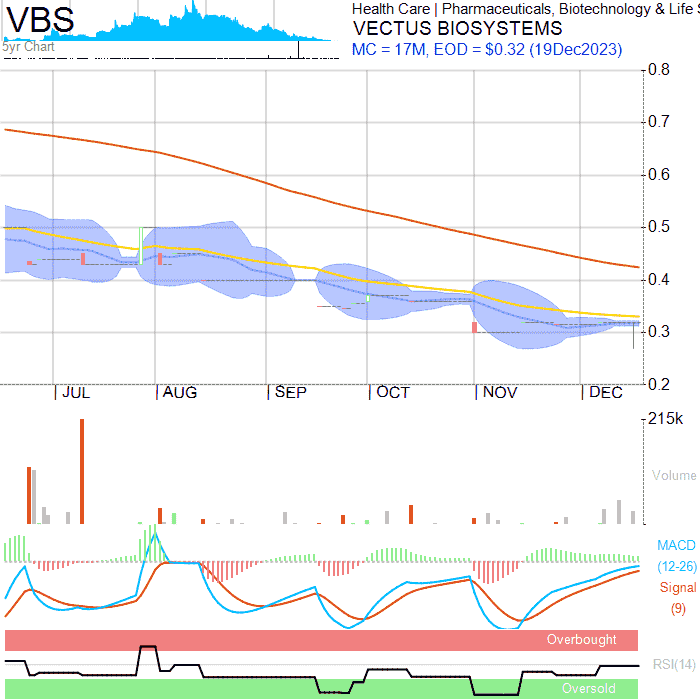 VBS
Health Care | Pharmaceuticals, Biotechnology & Life S
VECTUS BIOSYSTEMS
MC = 17M, EOD = $0.32 (19Dec2023)
5yr Chart
0.8
0.7
0.6
0.5
0.4
0.3
0.2
JUL AUG SEP OCT NOV DEC
215k
Volume
MACD
(12-26)
Signal
(9)
Overbought
RSI(14)
Oversold